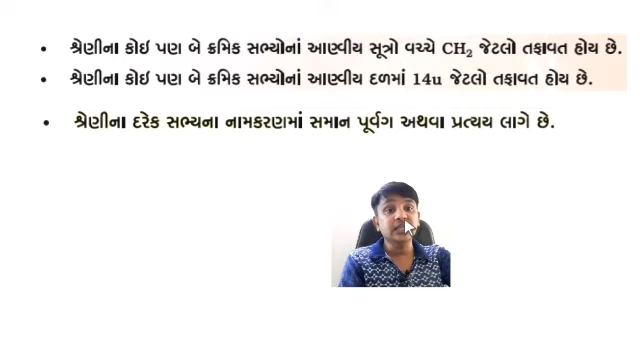 • શ્રેણીના કોઇ પણ બે ક્રમિક સભ્યોનાં આણ્વીય સૂત્રો વચ્ચે CH₂ જેટલો તફાવત હોય છે.
• શ્રેણીના કોઇ પણ બે ક્રમિક સભ્યોનાં આણ્વીય દળમાં 14u જેટલો તફાવત હોય છે.
• શ્રેણીના દરેક સભ્યના નામકરણમાં સમાન પૂર્વગ અથવા પ્રત્યય લાગે છે.